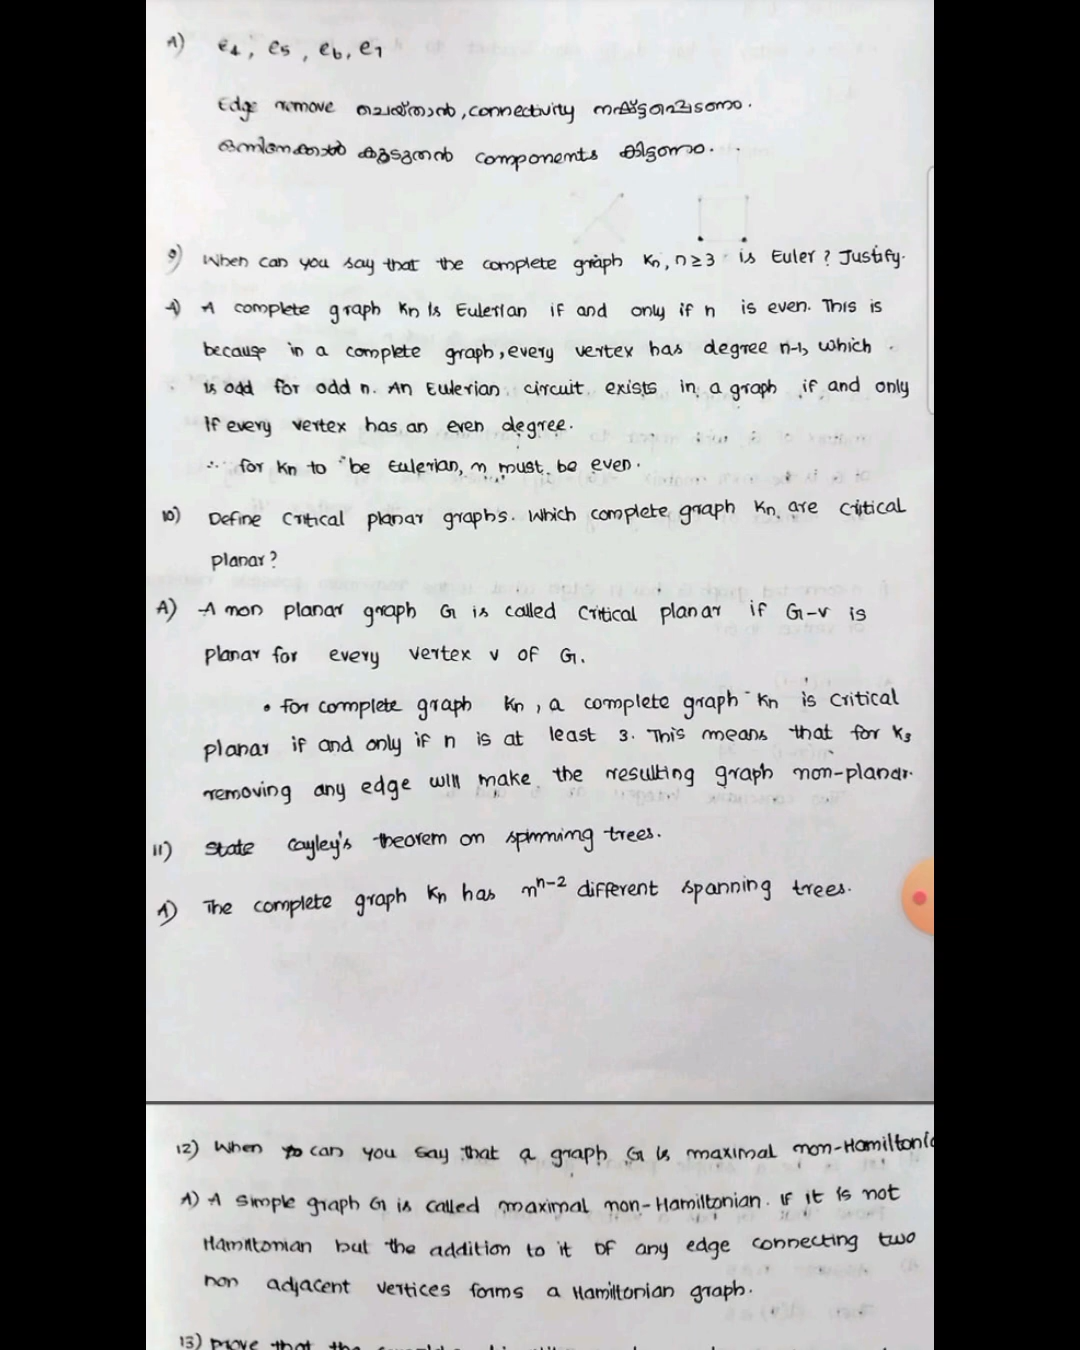 A) e4, e5, e6, e7
Edge remove ചെയ്താൽ, connectivity നഷ്ടപ്പെടണം.
ഒന്നിനേക്കാൾ കൂടുതൽ components കിട്ടണം.
9) When can you say that the complete graph Kn, n≥3 is Euler? Justify.
A) A complete graph Kn is Eulerian if and only if n is even. This is
because in a complete graph, every vertex has degree n-1, which
is odd for odd n. An Eulerian circuit exists in a graph if and only
if every vertex has an even degree.
∴ for Kn to be Eulerian, n must be even.
10) Define Critical planar graphs. Which complete graph Kn are critical
planar?
A) A non planar graph G is called Critical planar if G-v is
planar for every vertex v of G.
• for complete graph Kn, a complete graph Kn is critical
planar if and only if n is at least 3. This means that for K3
removing any edge will make the resulting graph non-planar.
11) State Cayley's theorem on spinning trees.
A) The complete graph Kn has n^n-2 different spanning trees.
12) When can you say that a graph G is maximal non-Hamiltonic
A) A simple graph G is called maximal non-Hamiltonian. if it is not
Hamiltonian but the addition to it of any edge connecting two
non adjacent vertices forms a Hamiltonian graph.
13) prove that the